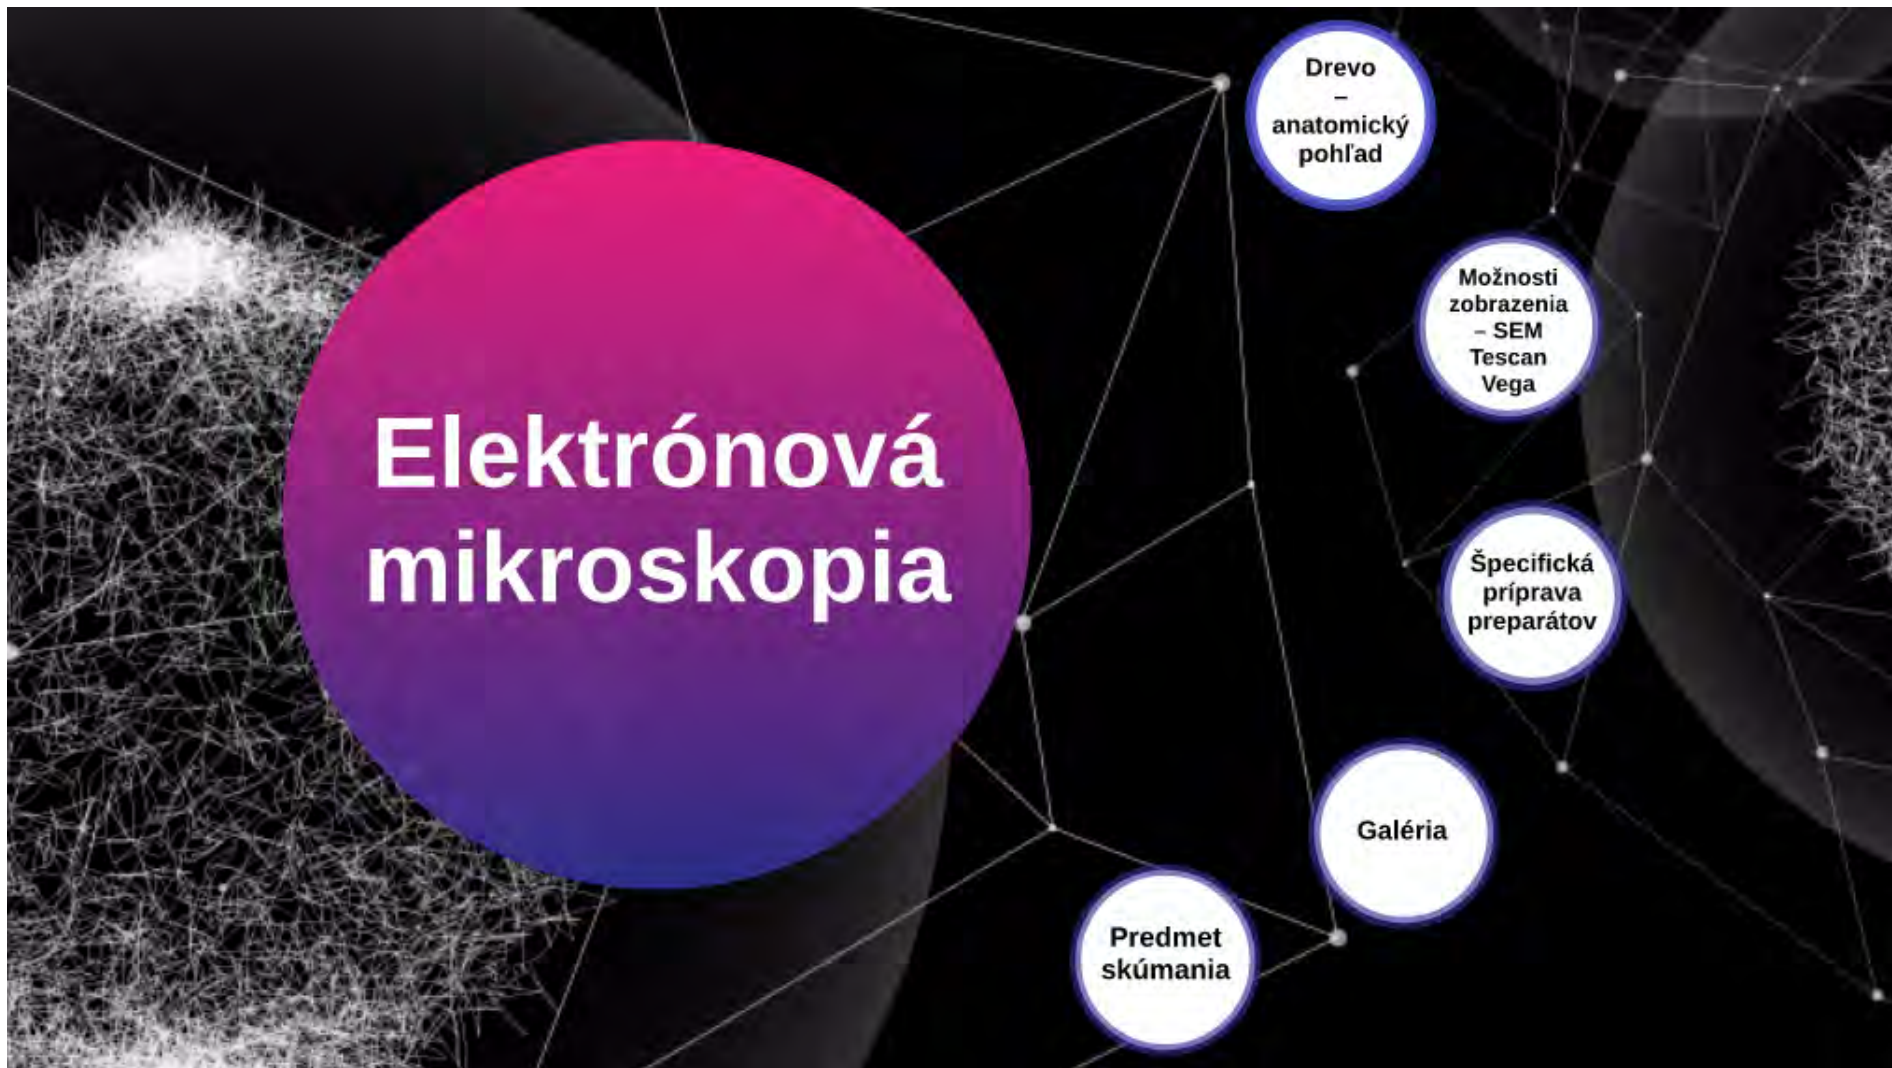 Elektrónová
mikroskopia
Drevo
–
anatomický
pohľad
Možnosti
zobrazenia
– SEM
Tescan
Vega
Špecifická
príprava
preparátov
Galéria
Predmet
skúmania